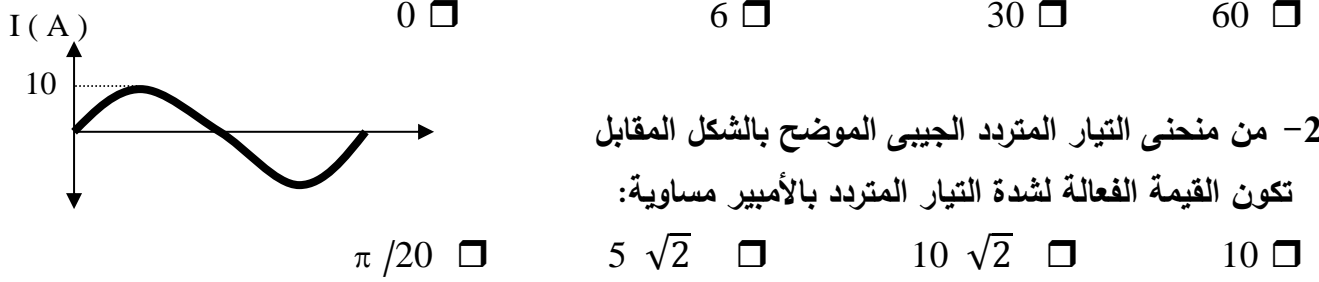 60 ❒ 30 ❒ 6 ❒ 0 ❒
I ( A )
10
2- من منحنى التيار المتردد الجيبى الموضح بالشكل المقابل
تكون القيمة الفعالة لشدة التيار المتردد بالأمبير مساوية:
10 ❒ 10 √2 ❒ 5 √2 ❒ π /20 ❒